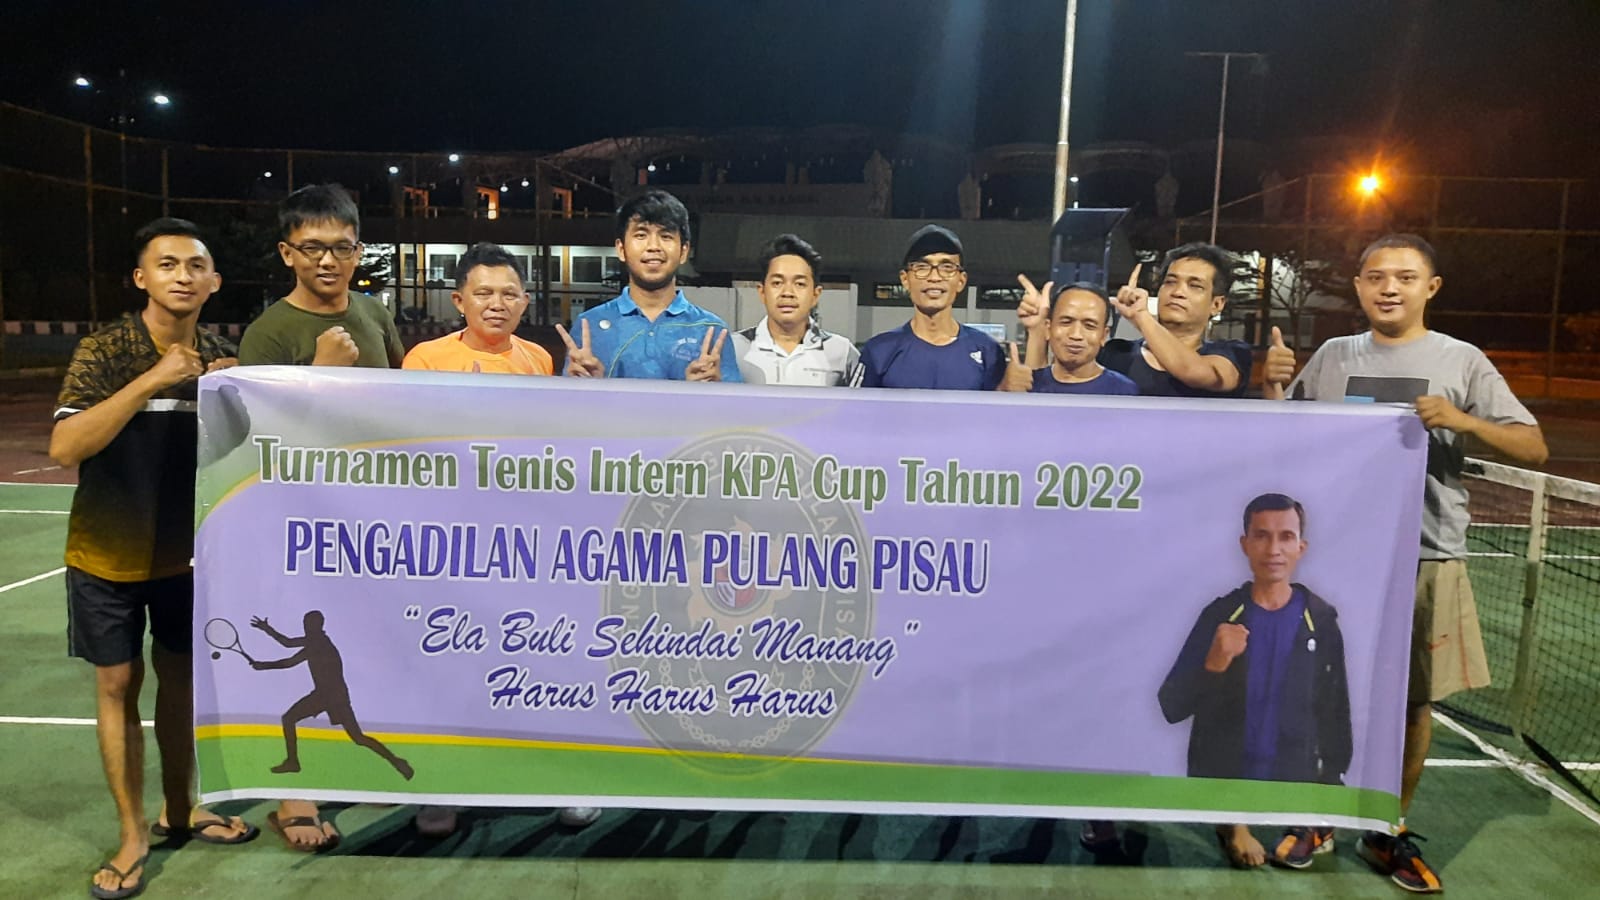 Turnamen Tenis Intern KPA Cup Tahun 2022
PENGADILAN AGAMA PULANG PISAU
"Ela Buli Sehindai Manang"
Harus Harus Harus